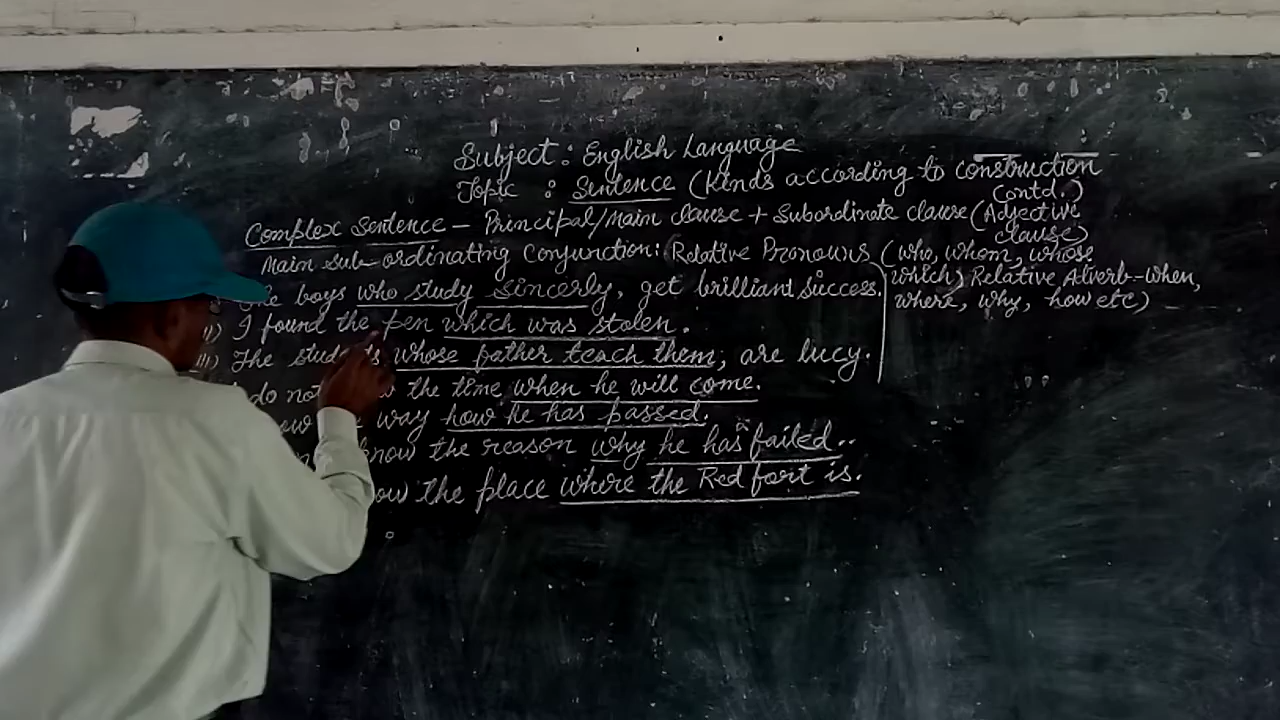 Subject: English Language
Topic : Sentence (Kinds according to construction
Contd.)
Complex Sentence – Principal/Main clause + Subordinate clause (Adjective
clause)
Main sub-ordinating Conjunction: Relative Pronouns (who, whom, whose
which) Relative Adverb--when,
where, why, how etc) –
boys who study sincerly, get brilliant success.
II) I found the pen which was stolen.
III) The students whose father teach them, are lucy.
do not the time when he will come.
way how he has passed.
know the reason why he has failed..
the place where the Red fort is.